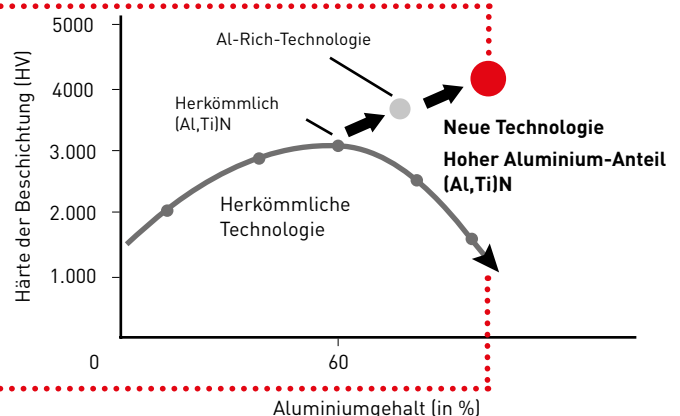 Härte der Beschichtung (HV)
5000
4000
3.000
2.000
1.000
0
60
Aluminiumgehalt (in %)
Al-Rich-Technologie
Herkömmlich
(Al,Ti)N
Neue Technologie
Hoher Aluminium-Anteil
(Al,Ti)N
Herkömmliche
Technologie